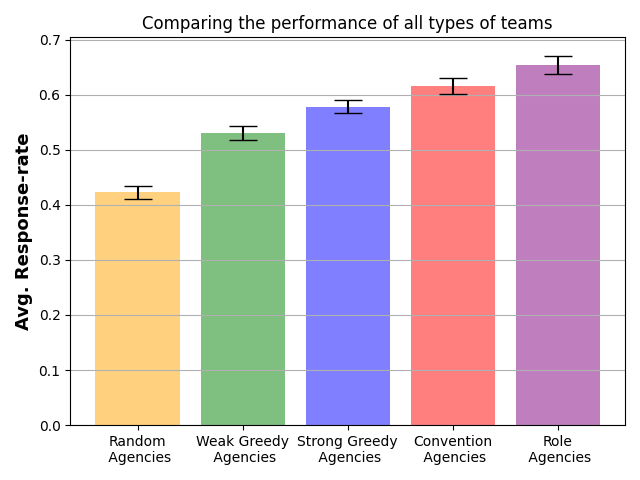 Comparing the performance of all types of teams
Avg. Response-rate
0.7
0.6
0.5
0.4
0.3
0.2
0.1
0.0
Random
Agencies
Weak Greedy
Agencies
Strong Greedy
Agencies
Convention
Agencies
Role
Agencies